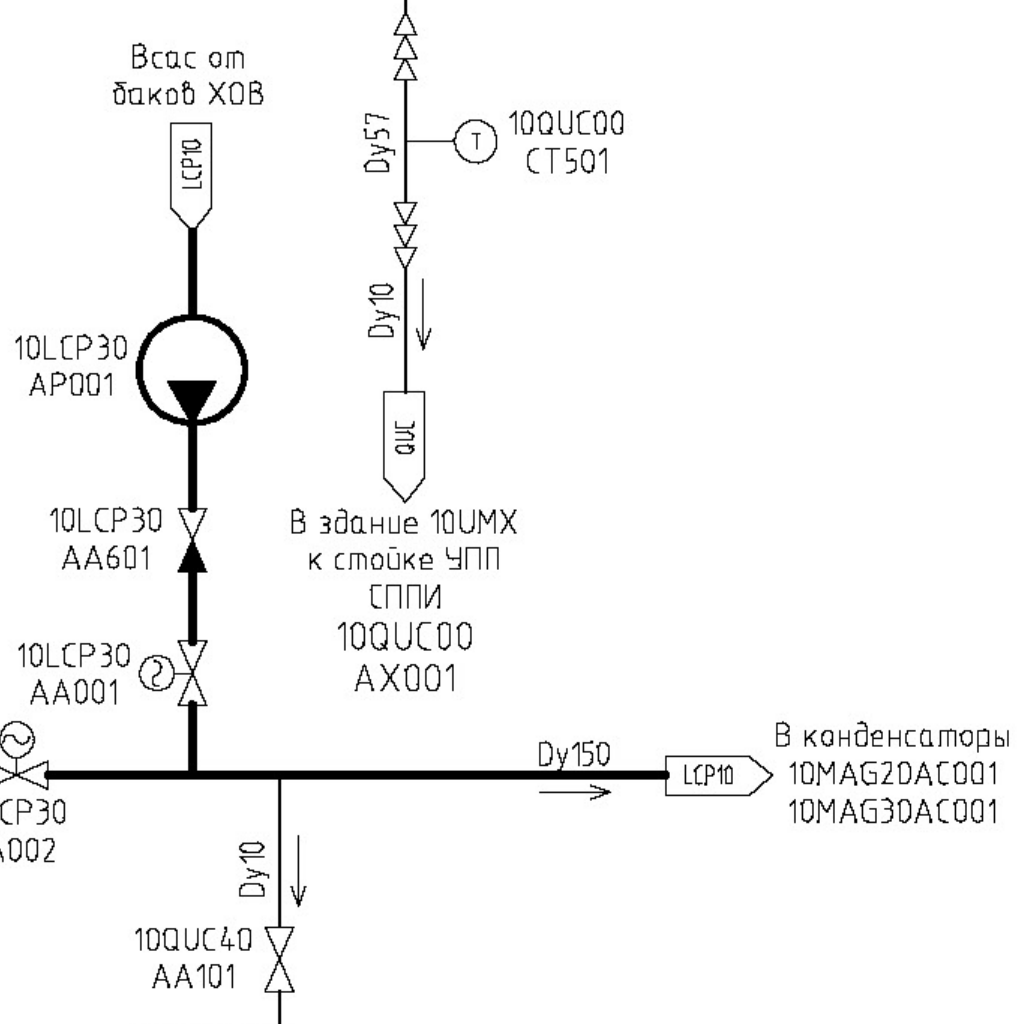 Всас от
баков ХОВ
LCP10
Dy57
T
10QUC00
CT501
Dy10
10LCP30
AP001
QUC
10LCP30
AA601
В здание 10UMX
к стойке УПП
СППИ
10QUC00
AX001
10LCP30
AA001
Dy150
LCP10
В конденсаторы
10MAG20AC001
10MAG30AC001
CP30
A002
Dy10
10QUC40
AA101